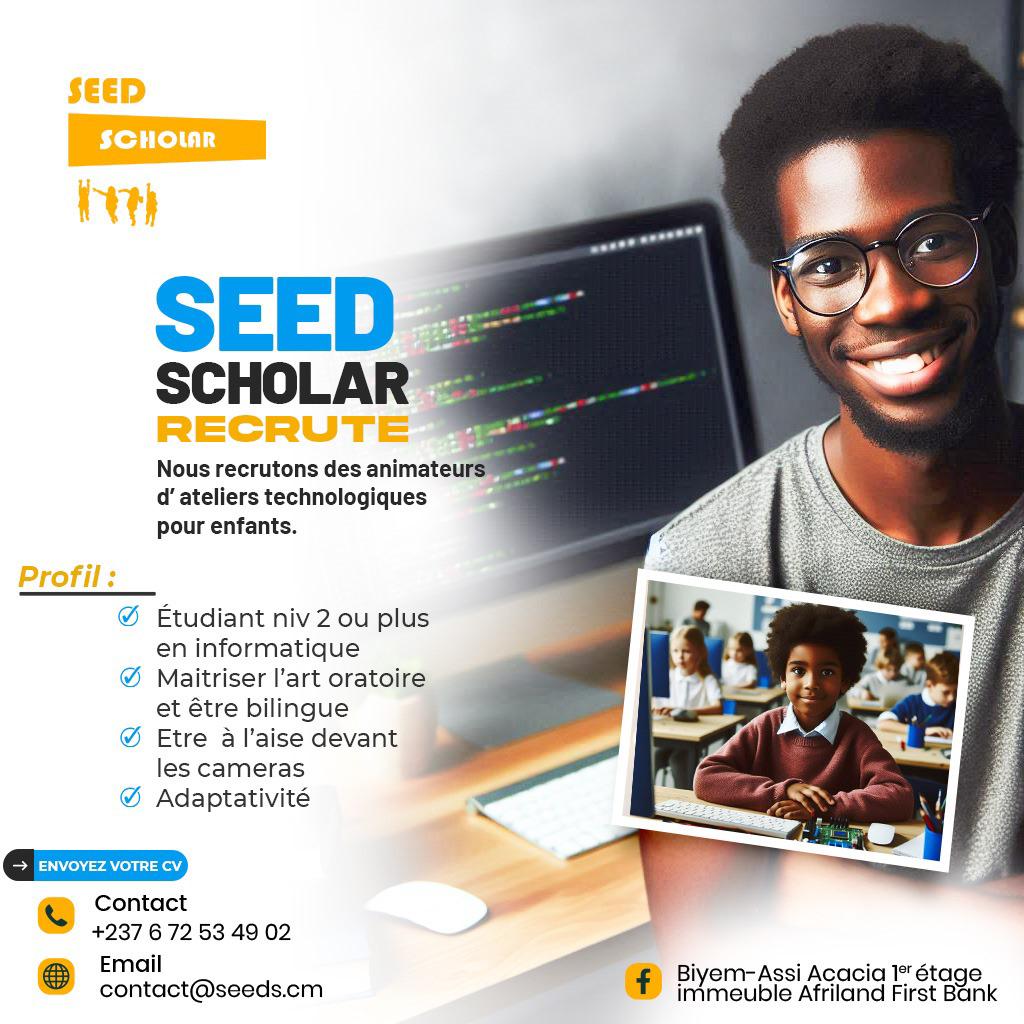 SEED
SCHOLAR
SEED
SCHOLAR
RECRUTE
Nous recrutons des animateurs
d’ ateliers technologiques
pour enfants.
Profil :
Étudiant niv 2 ou plus
en informatique
Maitriser l’art oratoire
et être bilingue
Etre à l’aise devant
les cameras
Adaptativité
ENVOYEZ VOTRE CV
Contact
+237 6 72 53 49 02
Email
contact@seeds.cm
Biyem-Assi Acacia 1er étage
immeuble Afriland First Bank